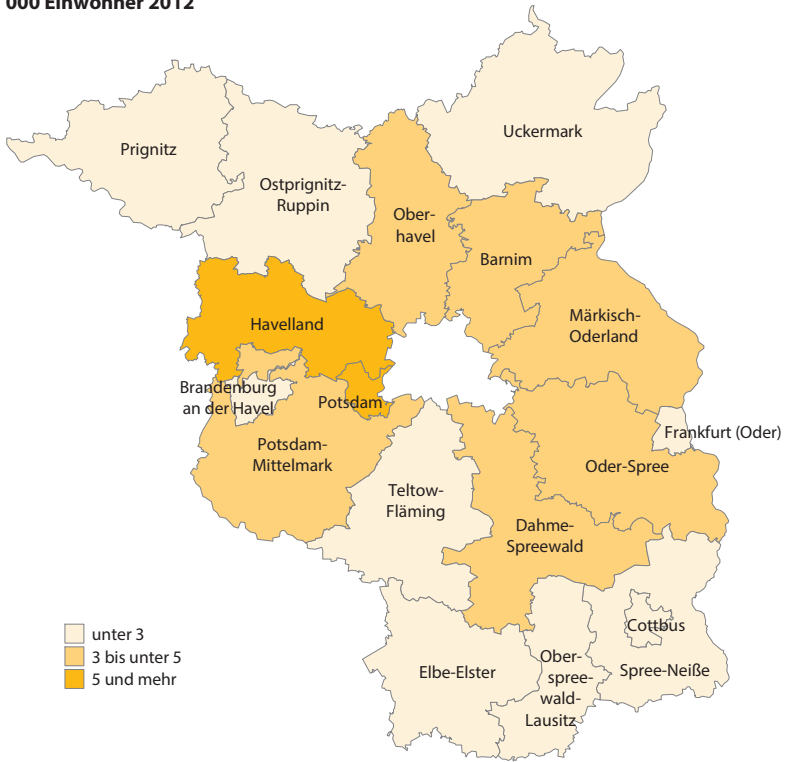 000 Einwohner 2012
Uckermark
Prignitz
Ostprignitz-
Ruppin
Ober-
havel
Barnim
Havelland
Märkisch-
Oderland
Brandenburg
an der Havel
Potsdam
Frankfurt (Oder)
Potsdam-
Mittelmark
Oder-Spree
Teltow-
Fläming
Dahme-
Spreewald
Cottbus
Elbe-Elster
Ober-
spree-
wald-
Lausitz
Spree-Neiße
unter 3
3 bis unter 5
5 und mehr